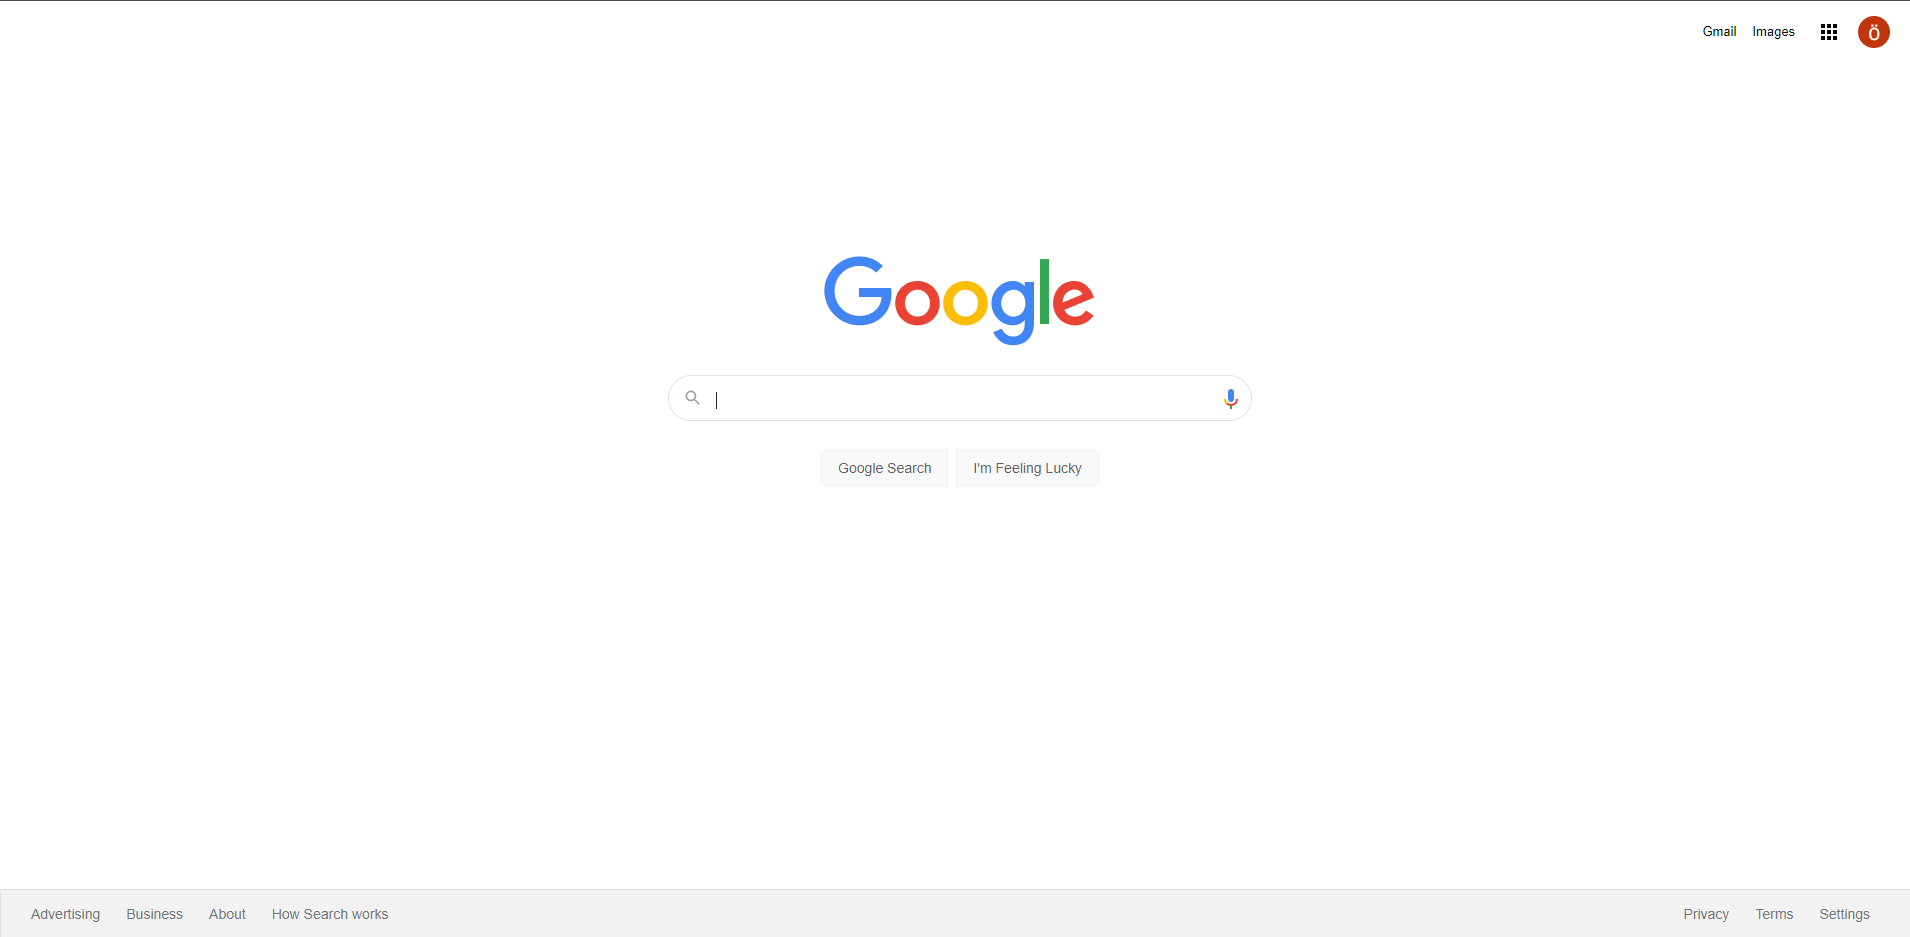 Gmail Images Ö
Google
Google Search I'm Feeling Lucky
Advertising Business About How Search works Privacy Terms Settings